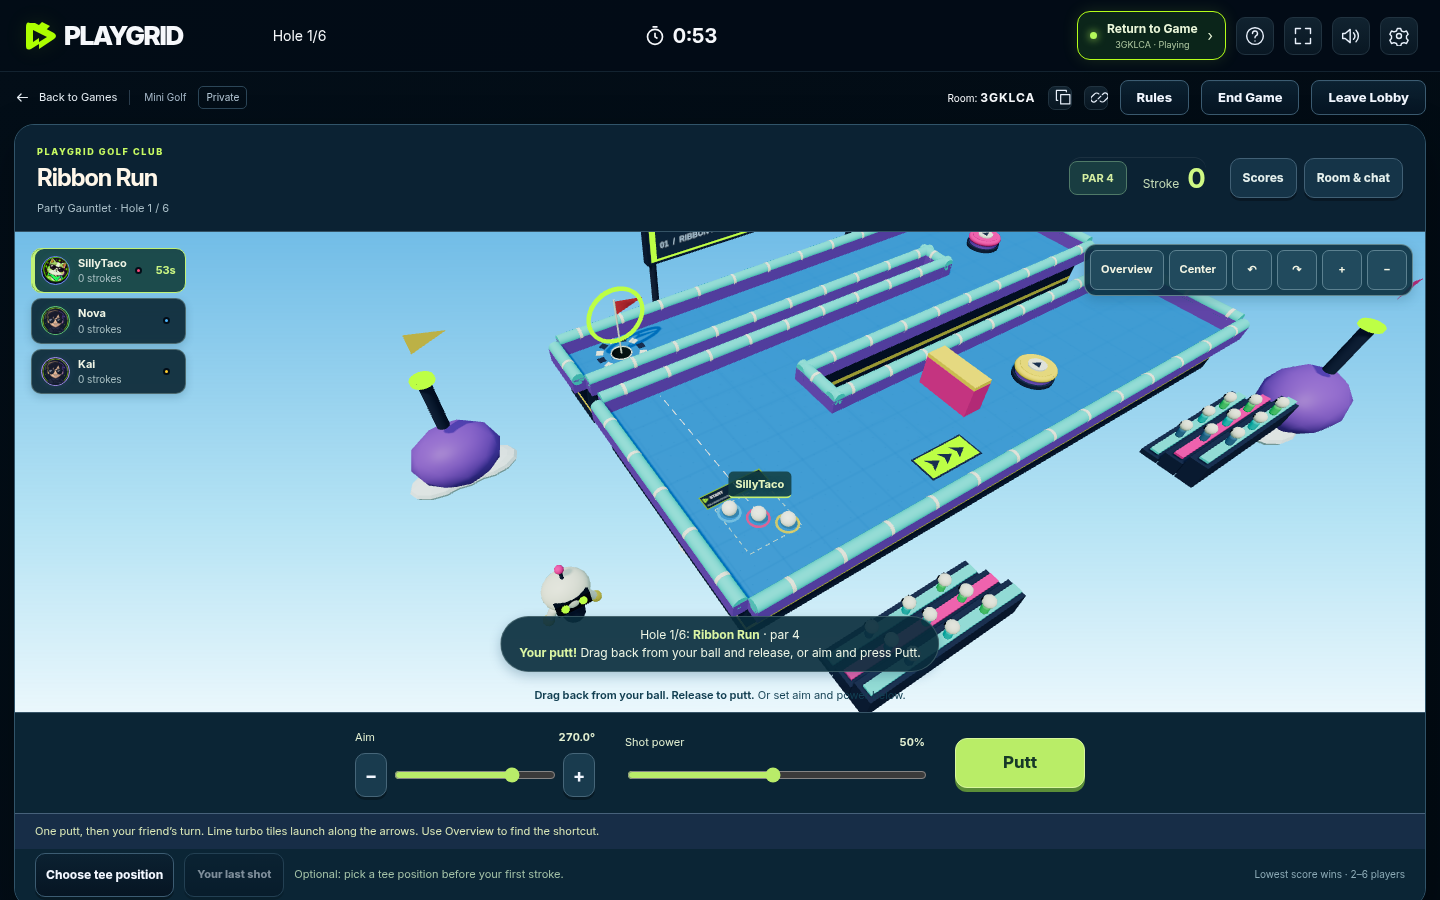 PLAYGRID
Hole 1/6
0:53
Return to Game
3GKLCA · Playing
Back to Games
Mini Golf
Private
Room: 3GKLCA
Rules
End Game
Leave Lobby
PLAYGRID GOLF CLUB
Ribbon Run
Party Gauntlet · Hole 1 / 6
PAR 4
Stroke 0
Scores
Room & chat
SillyTaco
0 strokes
53s
Nova
0 strokes
Kai
0 strokes
01 / RIBBON
Overview
Center
↶
↷
+
−
START
SillyTaco
Hole 1/6: Ribbon Run · par 4
Your putt! Drag back from your ball and release, or aim and press Putt.
Drag back from your ball. Release to putt. Or set aim and power below.
Aim
270.0°
−
+
Shot power
50%
Putt
One putt, then your friend’s turn. Lime turbo tiles launch along the arrows. Use Overview to find the shortcut.
Choose tee position
Your last shot
Optional: pick a tee position before your first stroke.
Lowest score wins · 2–6 players